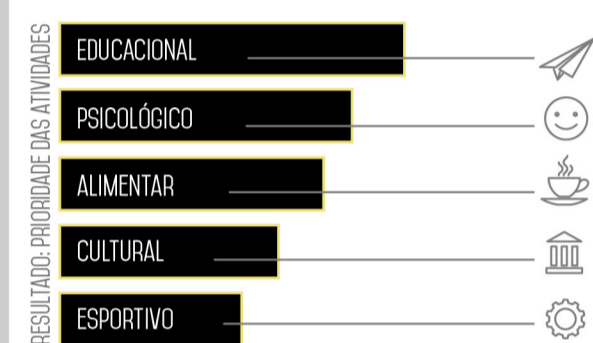 RESULTADO: PRIORIDADE DAS ATIVIDADES
EDUCACIONAL
PSICOLÓGICO
ALIMENTAR
CULTURAL
ESPORTIVO